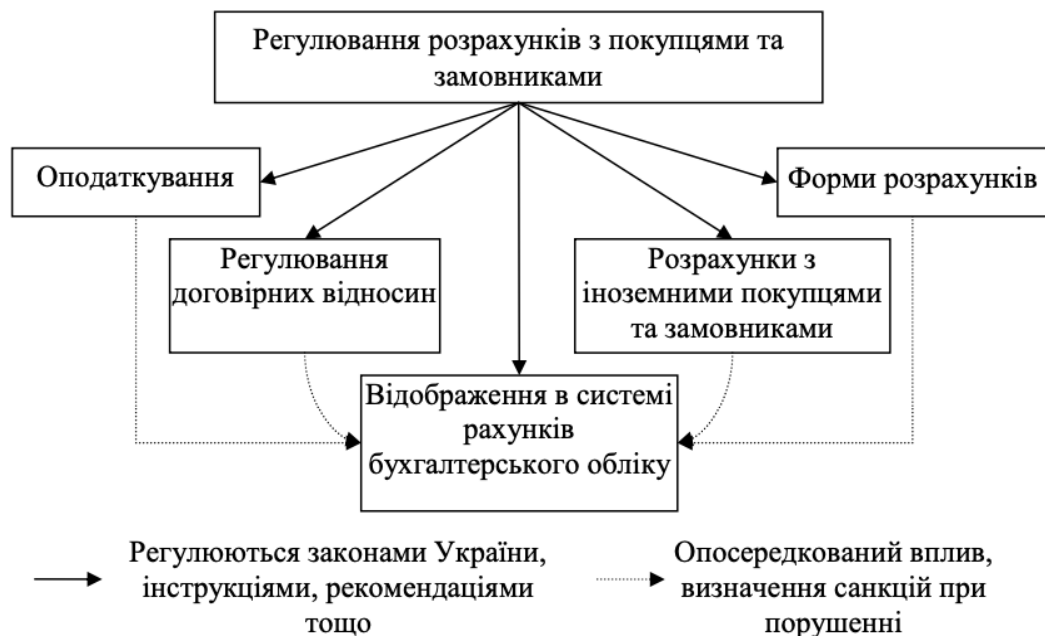 Регулювання розрахунків з покупцями та
замовниками
Оподаткування
Форми розрахунків
Регулювання
договірних відносин
Розрахунки з
іноземними покупцями
та замовниками
Відображення в системі
рахунків
бухгалтерського обліку
Регулюються законами України,
інструкціями, рекомендаціями
тощо
Опосередкований вплив,
визначення санкцій при
порушенні